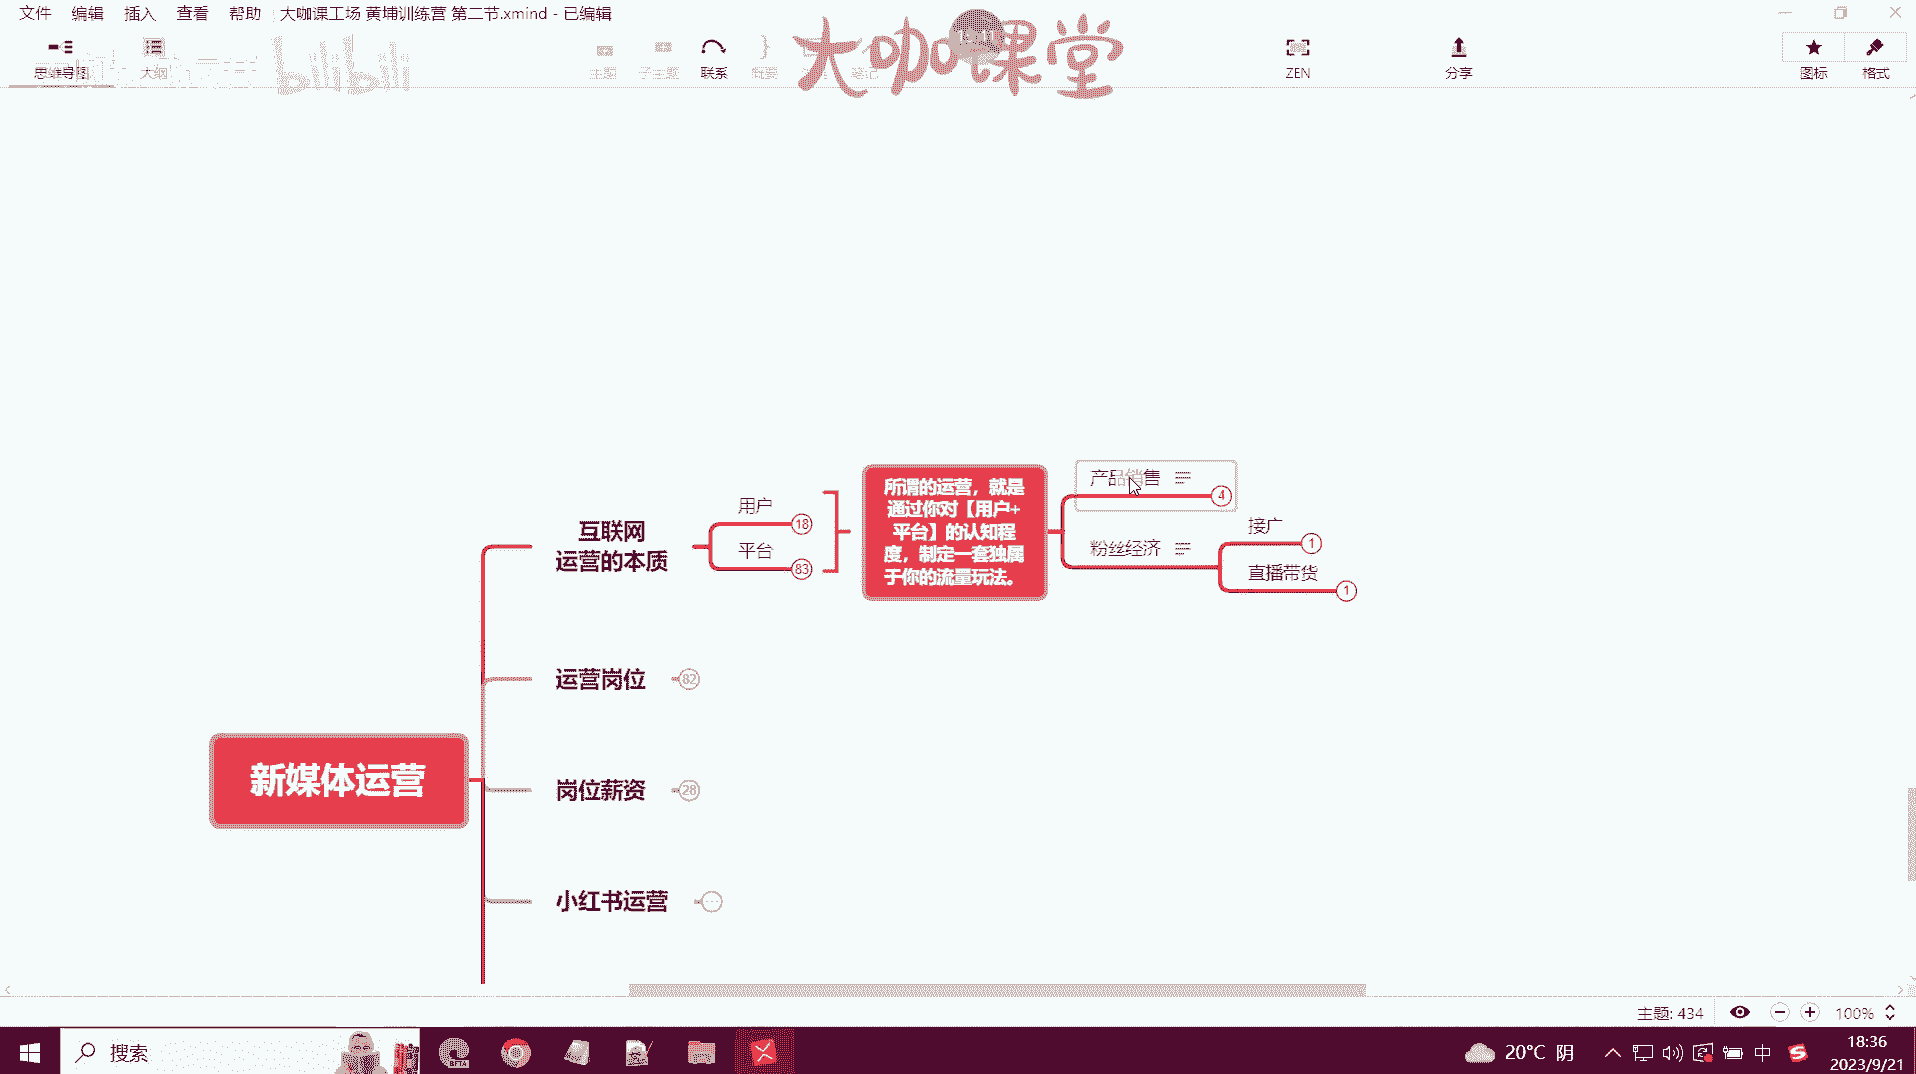 文件 编辑 插入 查看 帮助 大咖课工场 黄埔训练营 第二节.xmind - 已编辑
思维导图 大纲 主题 子主题 联系 概要 笔记 ZEN 分享 图标 格式
bilibili
大咖课堂
所谓的运营，就是
通过你对【用户+
平台】的认知程
度，制定一套独属
于你的流量玩法。
产品销售
4
粉丝经济
接广
1
直播带货
1
用户
18
平台
83
互联网
运营的本质
运营岗位
82
岗位薪资
28
小红书运营
新媒体运营
主题: 434 100%
搜索
BETA
20°C 阴
中
18:36
2023/9/21